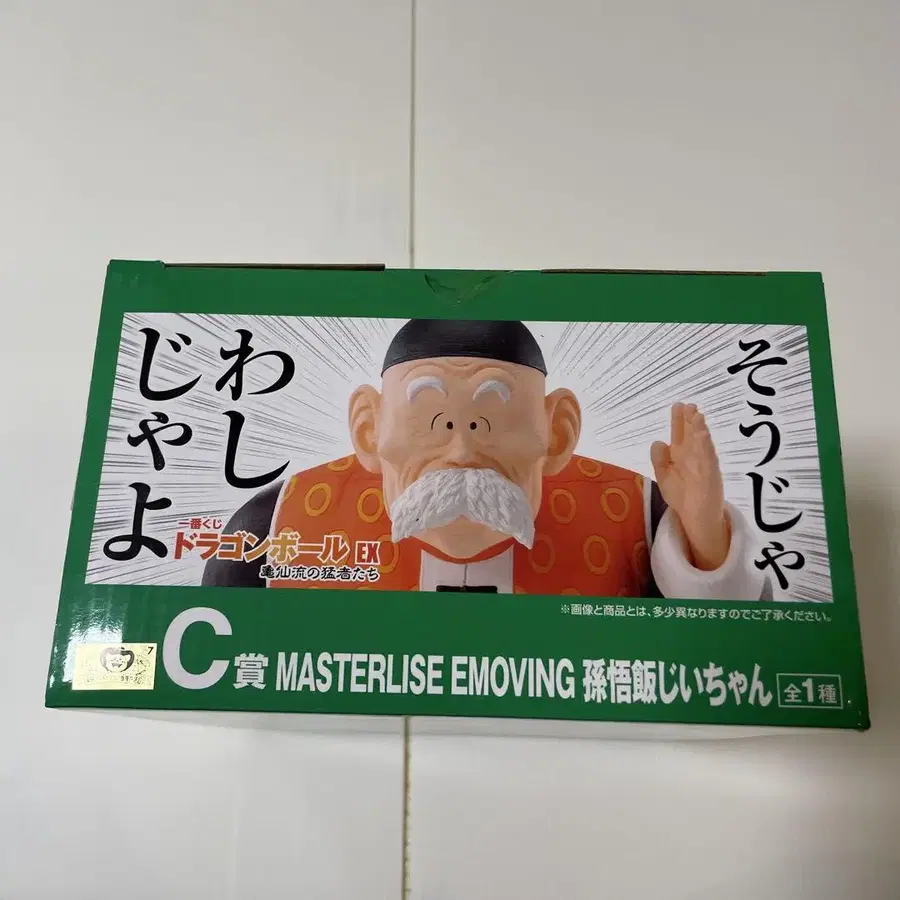 そうじゃ
わし
じゃよ
一番くじ
ドラゴンボール EX
亀仙流の猛者たち
※画像と商品とは、多少異なりますのでご了承ください。
C賞 MASTERLISE EMOVING 孫悟飯じいちゃん 全1種
7